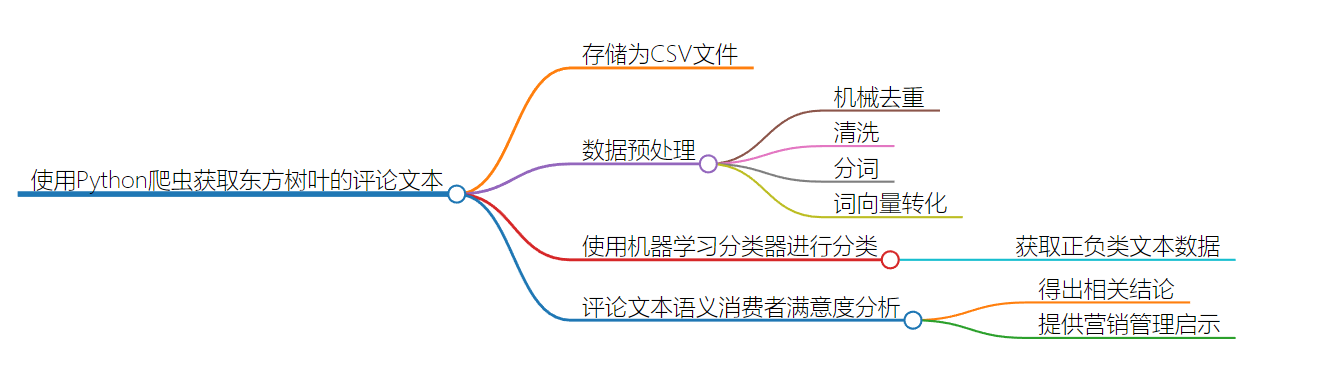 使用Python爬虫获取东方树叶的评论文本
存储为CSV文件
数据预处理
机械去重
清洗
分词
词向量转化
使用机器学习分类器进行分类
获取正负类文本数据
评论文本语义消费者满意度分析
得出相关结论
提供营销管理启示